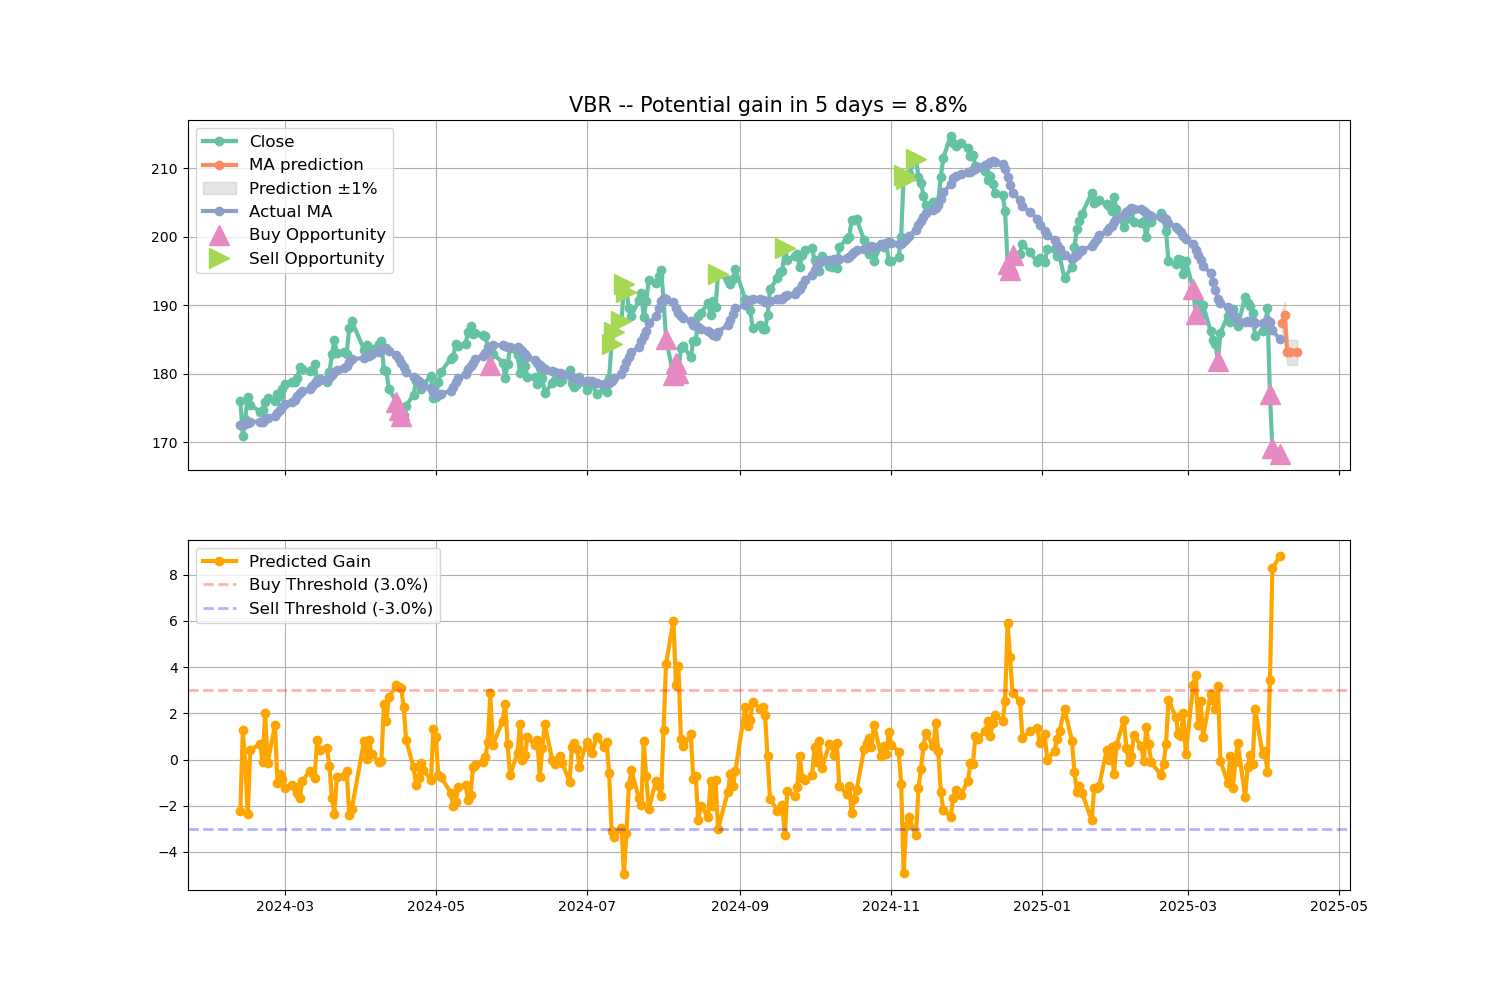 VBR -- Potential gain in 5 days = 8.8%
Close
MA prediction
Prediction ±1%
Actual MA
Buy Opportunity
Sell Opportunity
210
200
190
180
170
Predicted Gain
Buy Threshold (3.0%)
Sell Threshold (-3.0%)
8
6
4
2
0
−2
−4
2024-03
2024-05
2024-07
2024-09
2024-11
2025-01
2025-03
2025-05